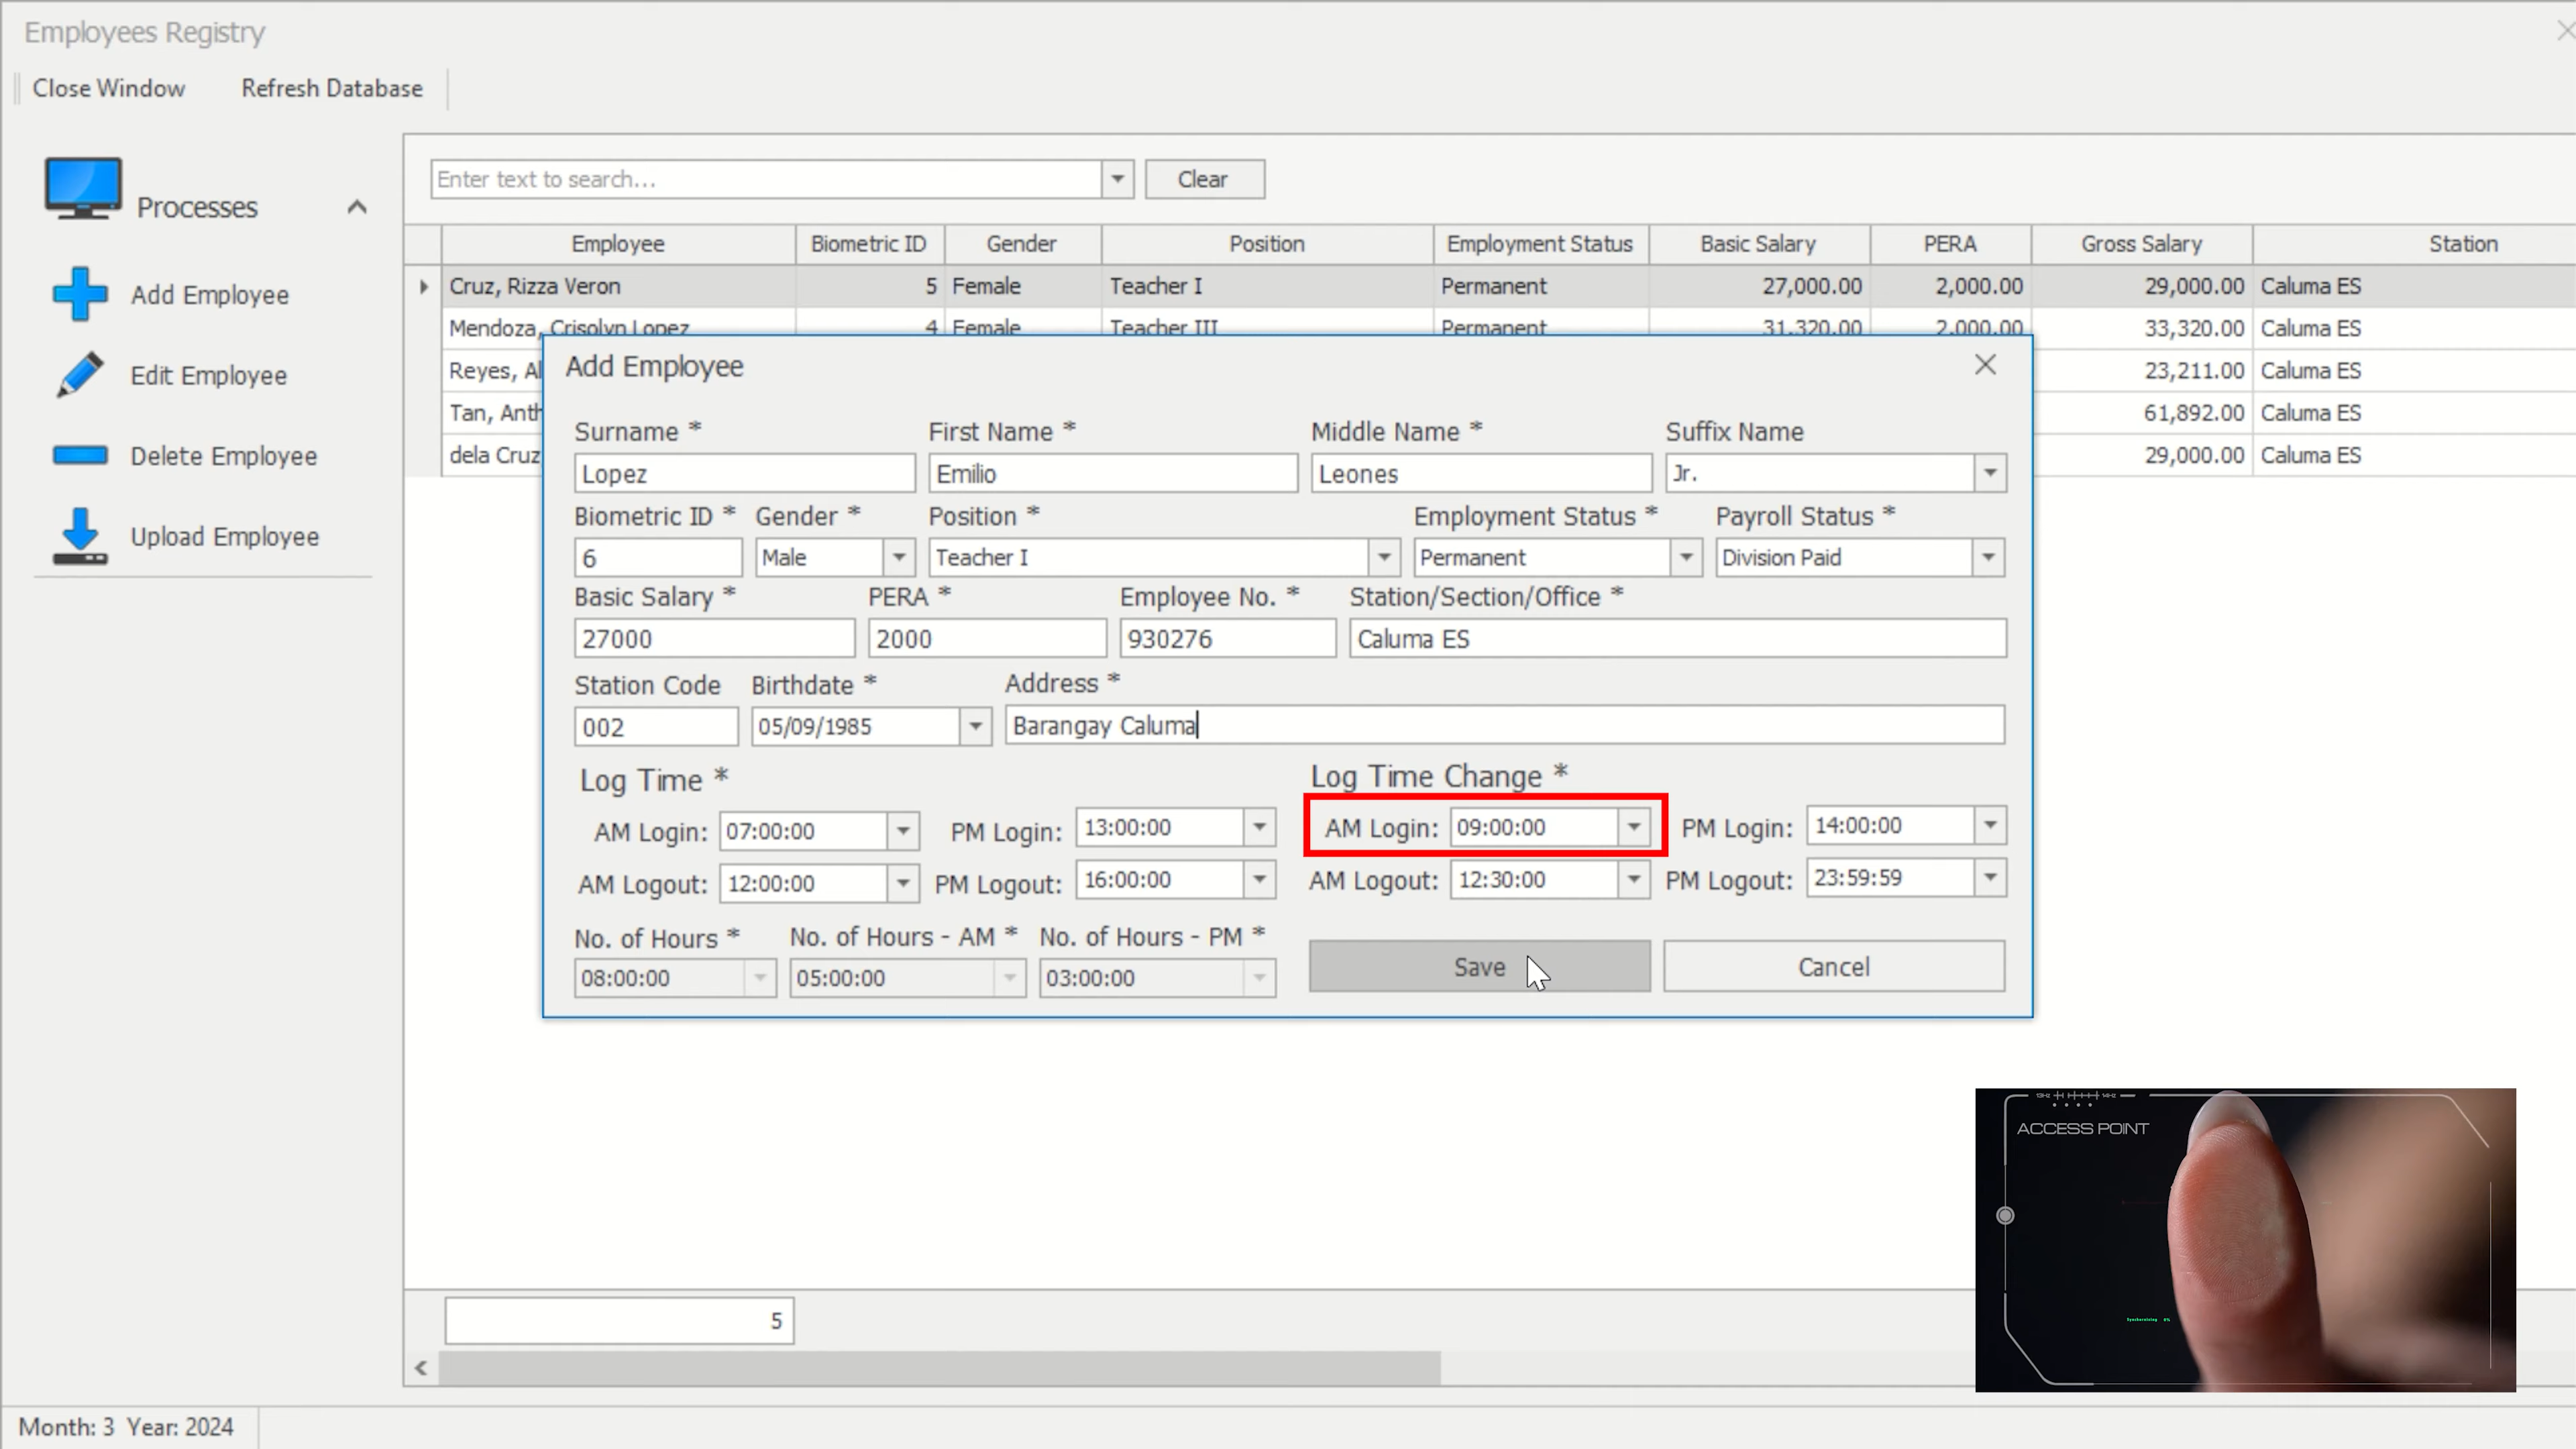 Employees Registry
Close Window Refresh Database
Processes
Add Employee
Edit Employee
Delete Employee
Upload Employee
Enter text to search... Clear
Employee Biometric ID Gender Position Employment Status Basic Salary PERA Gross Salary Station
Cruz, Rizza Veron 5 Female Teacher I Permanent 27,000.00 2,000.00 29,000.00 Caluma ES
Mendoza, Crisolyn Lopez 4 Female Teacher III Permanent 31,320.00 2,000.00 33,320.00 Caluma ES
Reyes, Al 23,211.00 Caluma ES
Tan, Anth 61,892.00 Caluma ES
dela Cruz 29,000.00 Caluma ES
Add Employee
Surname * First Name * Middle Name * Suffix Name
Lopez Emilio Leones Jr.
Biometric ID * Gender * Position * Employment Status * Payroll Status *
6 Male Teacher I Permanent Division Paid
Basic Salary * PERA * Employee No. * Station/Section/Office *
27000 2000 930276 Caluma ES
Station Code Birthdate * Address *
002 05/09/1985 Barangay Caluma
Log Time * Log Time Change *
AM Login: 07:00:00 PM Login: 13:00:00 AM Login: 09:00:00 PM Login: 14:00:00
AM Logout: 12:00:00 PM Logout: 16:00:00 AM Logout: 12:30:00 PM Logout: 23:59:59
No. of Hours * No. of Hours - AM * No. of Hours - PM *
08:00:00 05:00:00 03:00:00 Save Cancel
ACCESS POINT
5
Month: 3 Year: 2024